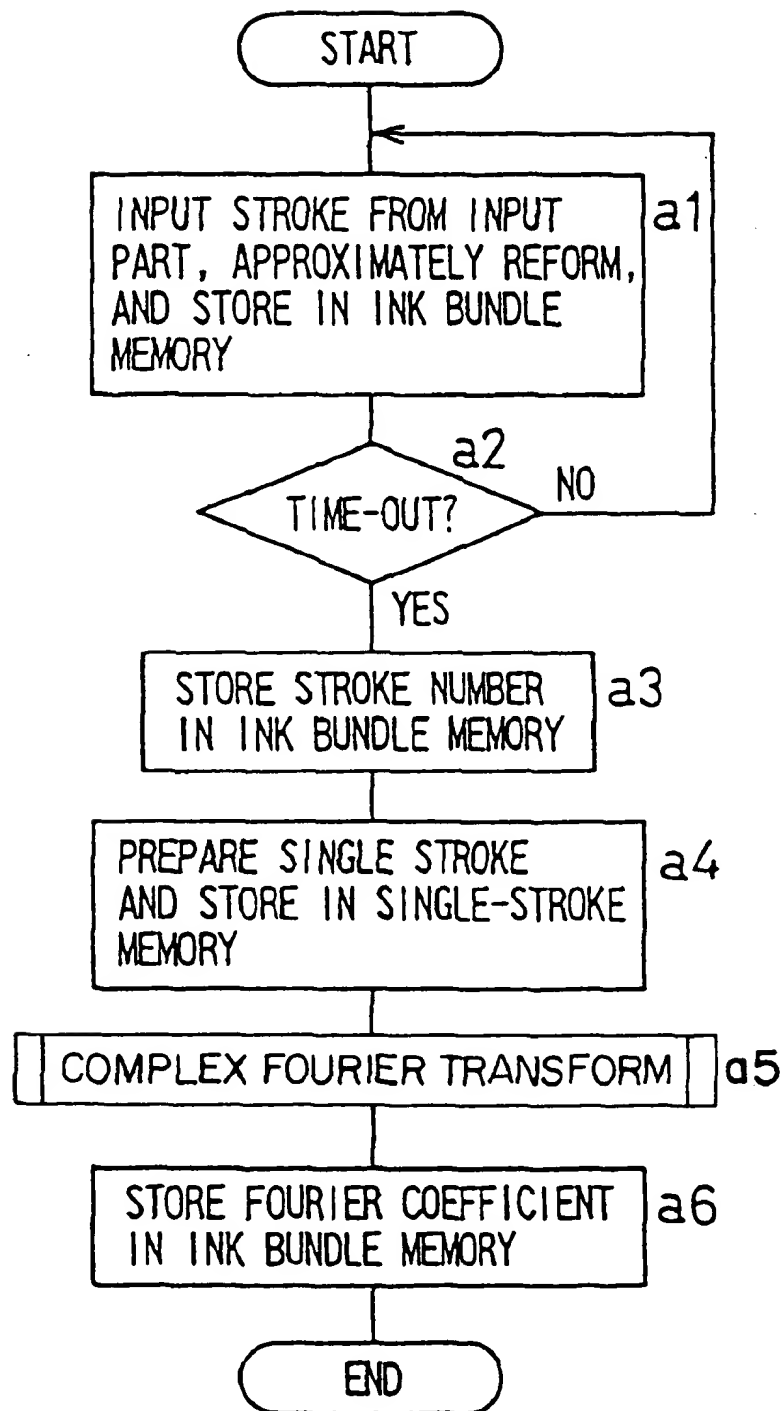 START
INPUT STROKE FROM INPUT
PART, APPROXIMATELY REFORM,
AND STORE IN INK BUNDLE
MEMORY
a1
a2
TIME-OUT?
NO
YES
STORE STROKE NUMBER
IN INK BUNDLE MEMORY
a3
PREPARE SINGLE STROKE
AND STORE IN SINGLE-STROKE
MEMORY
a4
COMPLEX FOURIER TRANSFORM
a5
STORE FOURIER COEFFICIENT
IN INK BUNDLE MEMORY
a6
END